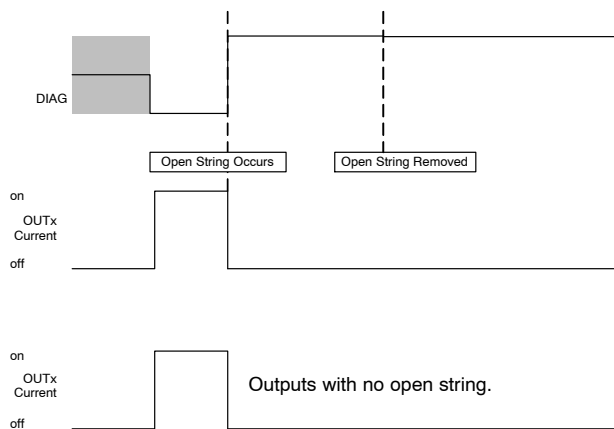 DIAG
Open String Occurs
Open String Removed
on
OUTx
Current
off
on
OUTx
Current
off
Outputs with no open string.